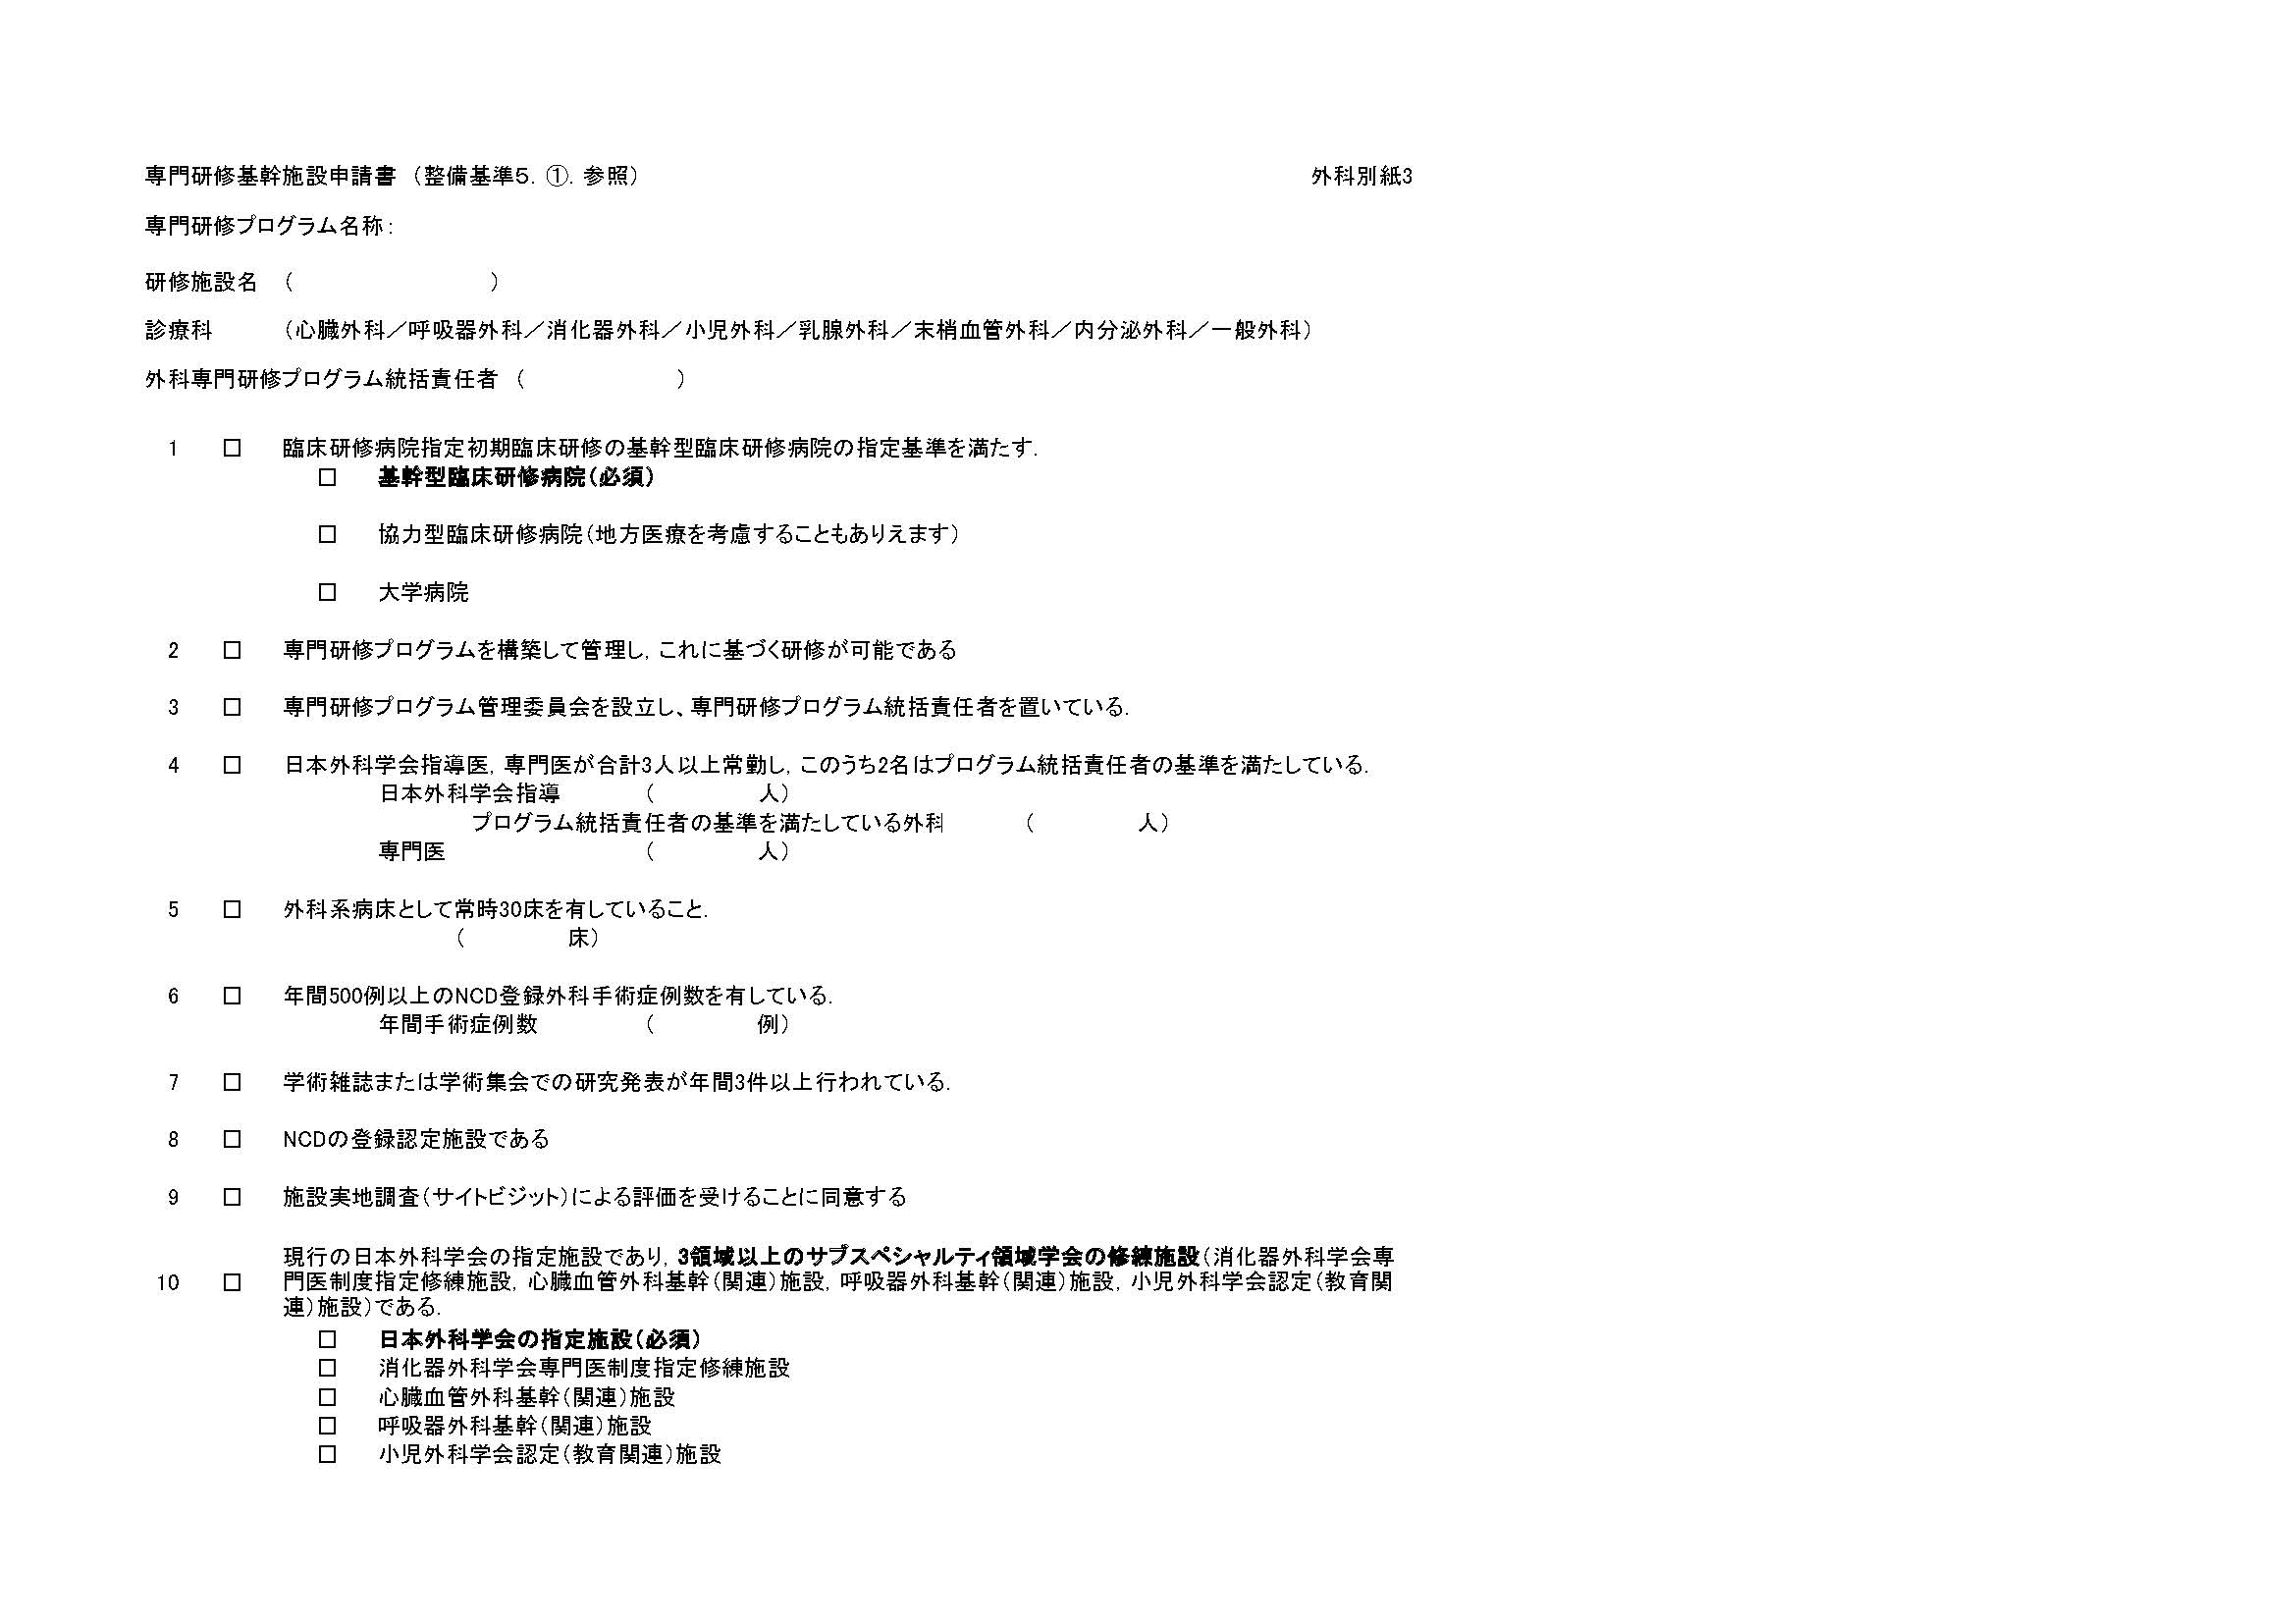 専門研修基幹施設申請書 （整備基準５．①．参照） 外科別紙3
専門研修プログラム名称：
研修施設名 （ ）
診療科 （心臓外科／呼吸器外科／消化器外科／小児外科／乳腺外科／末梢血管外科／内分泌外科／一般外科）
外科専門研修プログラム統括責任者 （ ）
1 □ 臨床研修病院指定初期臨床研修の基幹型臨床研修病院の指定基準を満たす．
□ 基幹型臨床研修病院（必須）
□ 協力型臨床研修病院（地方医療を考慮することもありえます）
□ 大学病院
2 □ 専門研修プログラムを構築して管理し，これに基づく研修が可能である
3 □ 専門研修プログラム管理委員会を設立し、専門研修プログラム統括責任者を置いている．
4 □ 日本外科学会指導医，専門医が合計3人以上常勤し，このうち2名はプログラム統括責任者の基準を満たしている．
日本外科学会指導 （ 人）
プログラム統括責任者の基準を満たしている外科 （ 人）
専門医 （ 人）
5 □ 外科系病床として常時30床を有していること．
（ 床）
6 □ 年間500例以上のNCD登録外科手術症例数を有している．
年間手術症例数 （ 例）
7 □ 学術雑誌または学術集会での研究発表が年間3件以上行われている．
8 □ NCDの登録認定施設である
9 □ 施設実地調査（サイトビジット）による評価を受けることに同意する
現行の日本外科学会の指定施設であり，3領域以上のサブスペシャルティ領域学会の修練施設（消化器外科学会専
10 □ 門医制度指定修練施設，心臓血管外科基幹（関連）施設，呼吸器外科基幹（関連）施設，小児外科学会認定（教育関
連）施設）である．
□ 日本外科学会の指定施設（必須）
□ 消化器外科学会専門医制度指定修練施設
□ 心臓血管外科基幹（関連）施設
□ 呼吸器外科基幹（関連）施設
□ 小児外科学会認定（教育関連）施設